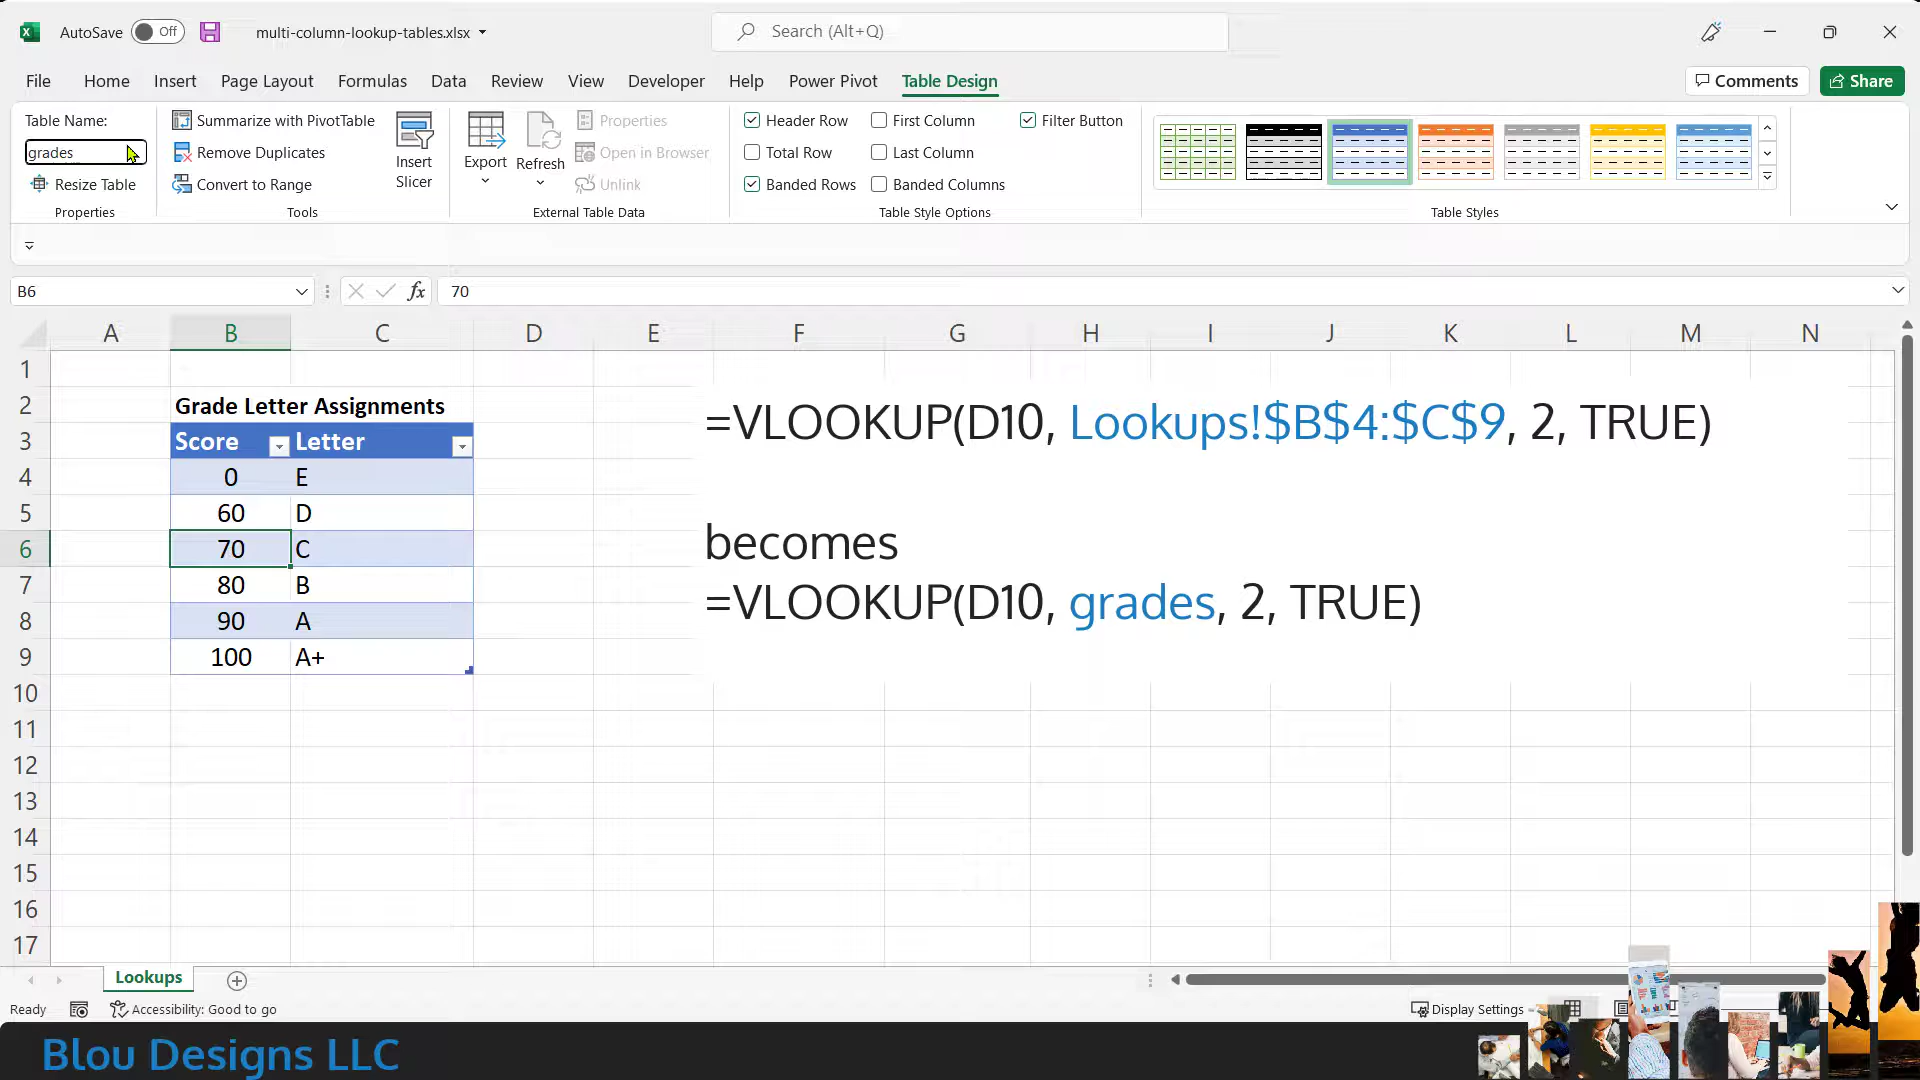 AutoSave Off multi-column-lookup-tables.xlsx Search (Alt+Q)
File Home Insert Page Layout Formulas Data Review View Developer Help Power Pivot Table Design Comments Share
Table Name:
grades
Resize Table
Properties
Summarize with PivotTable
Remove Duplicates
Convert to Range
Tools
Insert
Slicer
Export
Refresh
Properties
Open in Browser
Unlink
External Table Data
Header Row First Column Filter Button
Total Row Last Column
Banded Rows Banded Columns
Table Style Options
Table Styles
B6 fx 70
A B C D E F G H I J K L M N
1
2 Grade Letter Assignments
3 Score Letter
4 0 E
5 60 D
6 70 C
7 80 B
8 90 A
9 100 A+
10
11
12
13
14
15
16
17
=VLOOKUP(D10, Lookups!$B$4:$C$9, 2, TRUE)
becomes
=VLOOKUP(D10, grades, 2, TRUE)
Lookups
Ready Accessibility: Good to go Display Settings
Blou Designs LLC